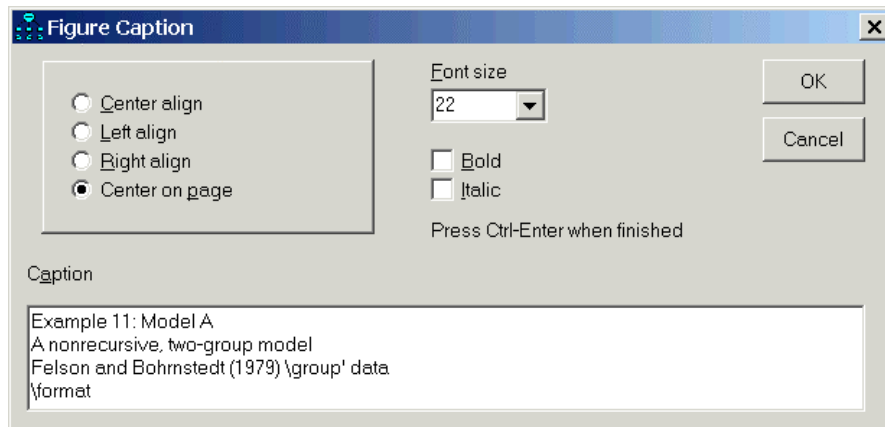 Figure Caption
Center align
Left align
Right align
Center on page
Font size
22
Bold
Italic
Press Ctrl-Enter when finished
OK
Cancel
Caption
Example 11: Model A
A nonrecursive, two-group model
Felson and Bohrnstedt (1979) \group' data
\format